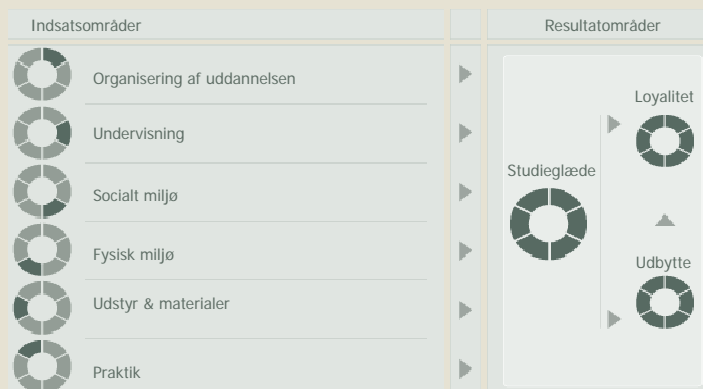 Indsatsområder
Resultatområder
Organisering af uddannelsen
Undervisning
Socialt miljø
Fysisk miljø
Udstyr & materialer
Praktik
Studieglæde
Loyalitet
Udbytte